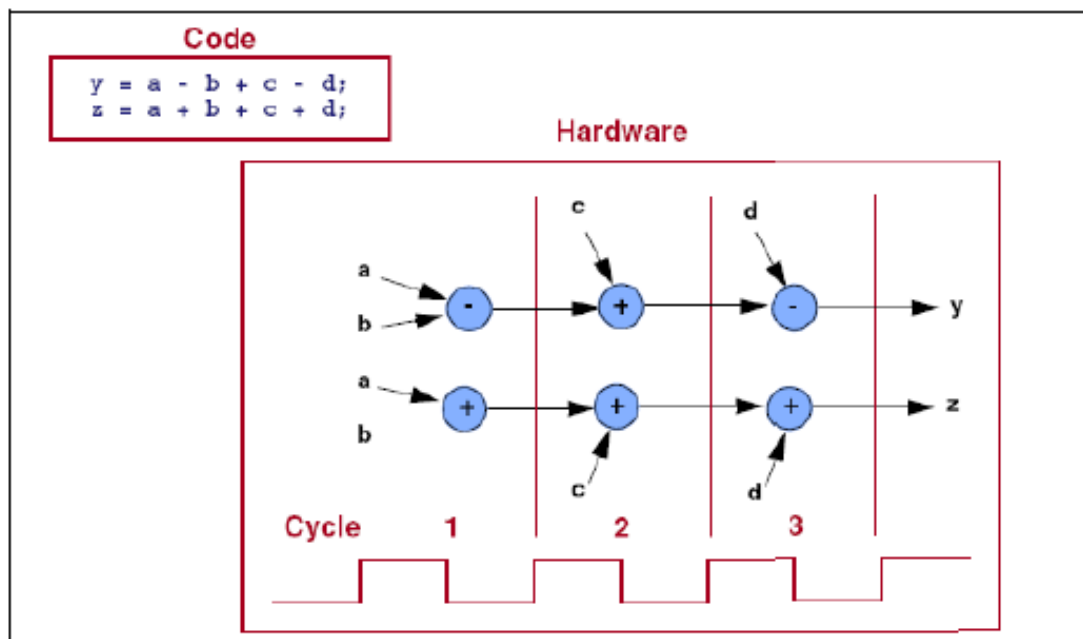 Code
y = a - b + c - d;
z = a + b + c + d;
Hardware
c
d
a
b
-
+
-
y
a
b
+
+
+
z
c
d
Cycle 1 2 3